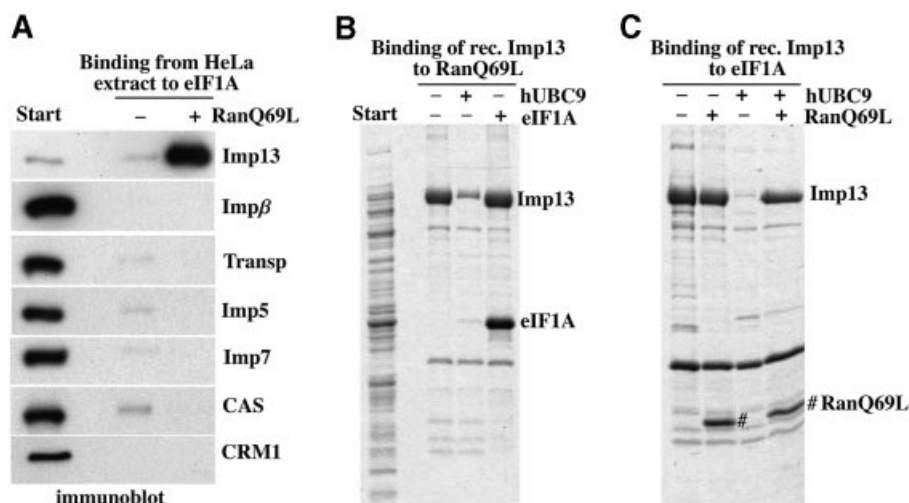 A
Binding from HeLa
extract to eIF1A
Start
– + RanQ69L
Imp13
Impβ
Transp
Imp5
Imp7
CAS
CRM1
immunoblot
B
Binding of rec. Imp13
to RanQ69L
– + – hUBC9
Start
– – + eIF1A
Imp13
eIF1A
C
Binding of rec. Imp13
to eIF1A
– – + + hUBC9
– + – + RanQ69L
Imp13
# RanQ69L
#